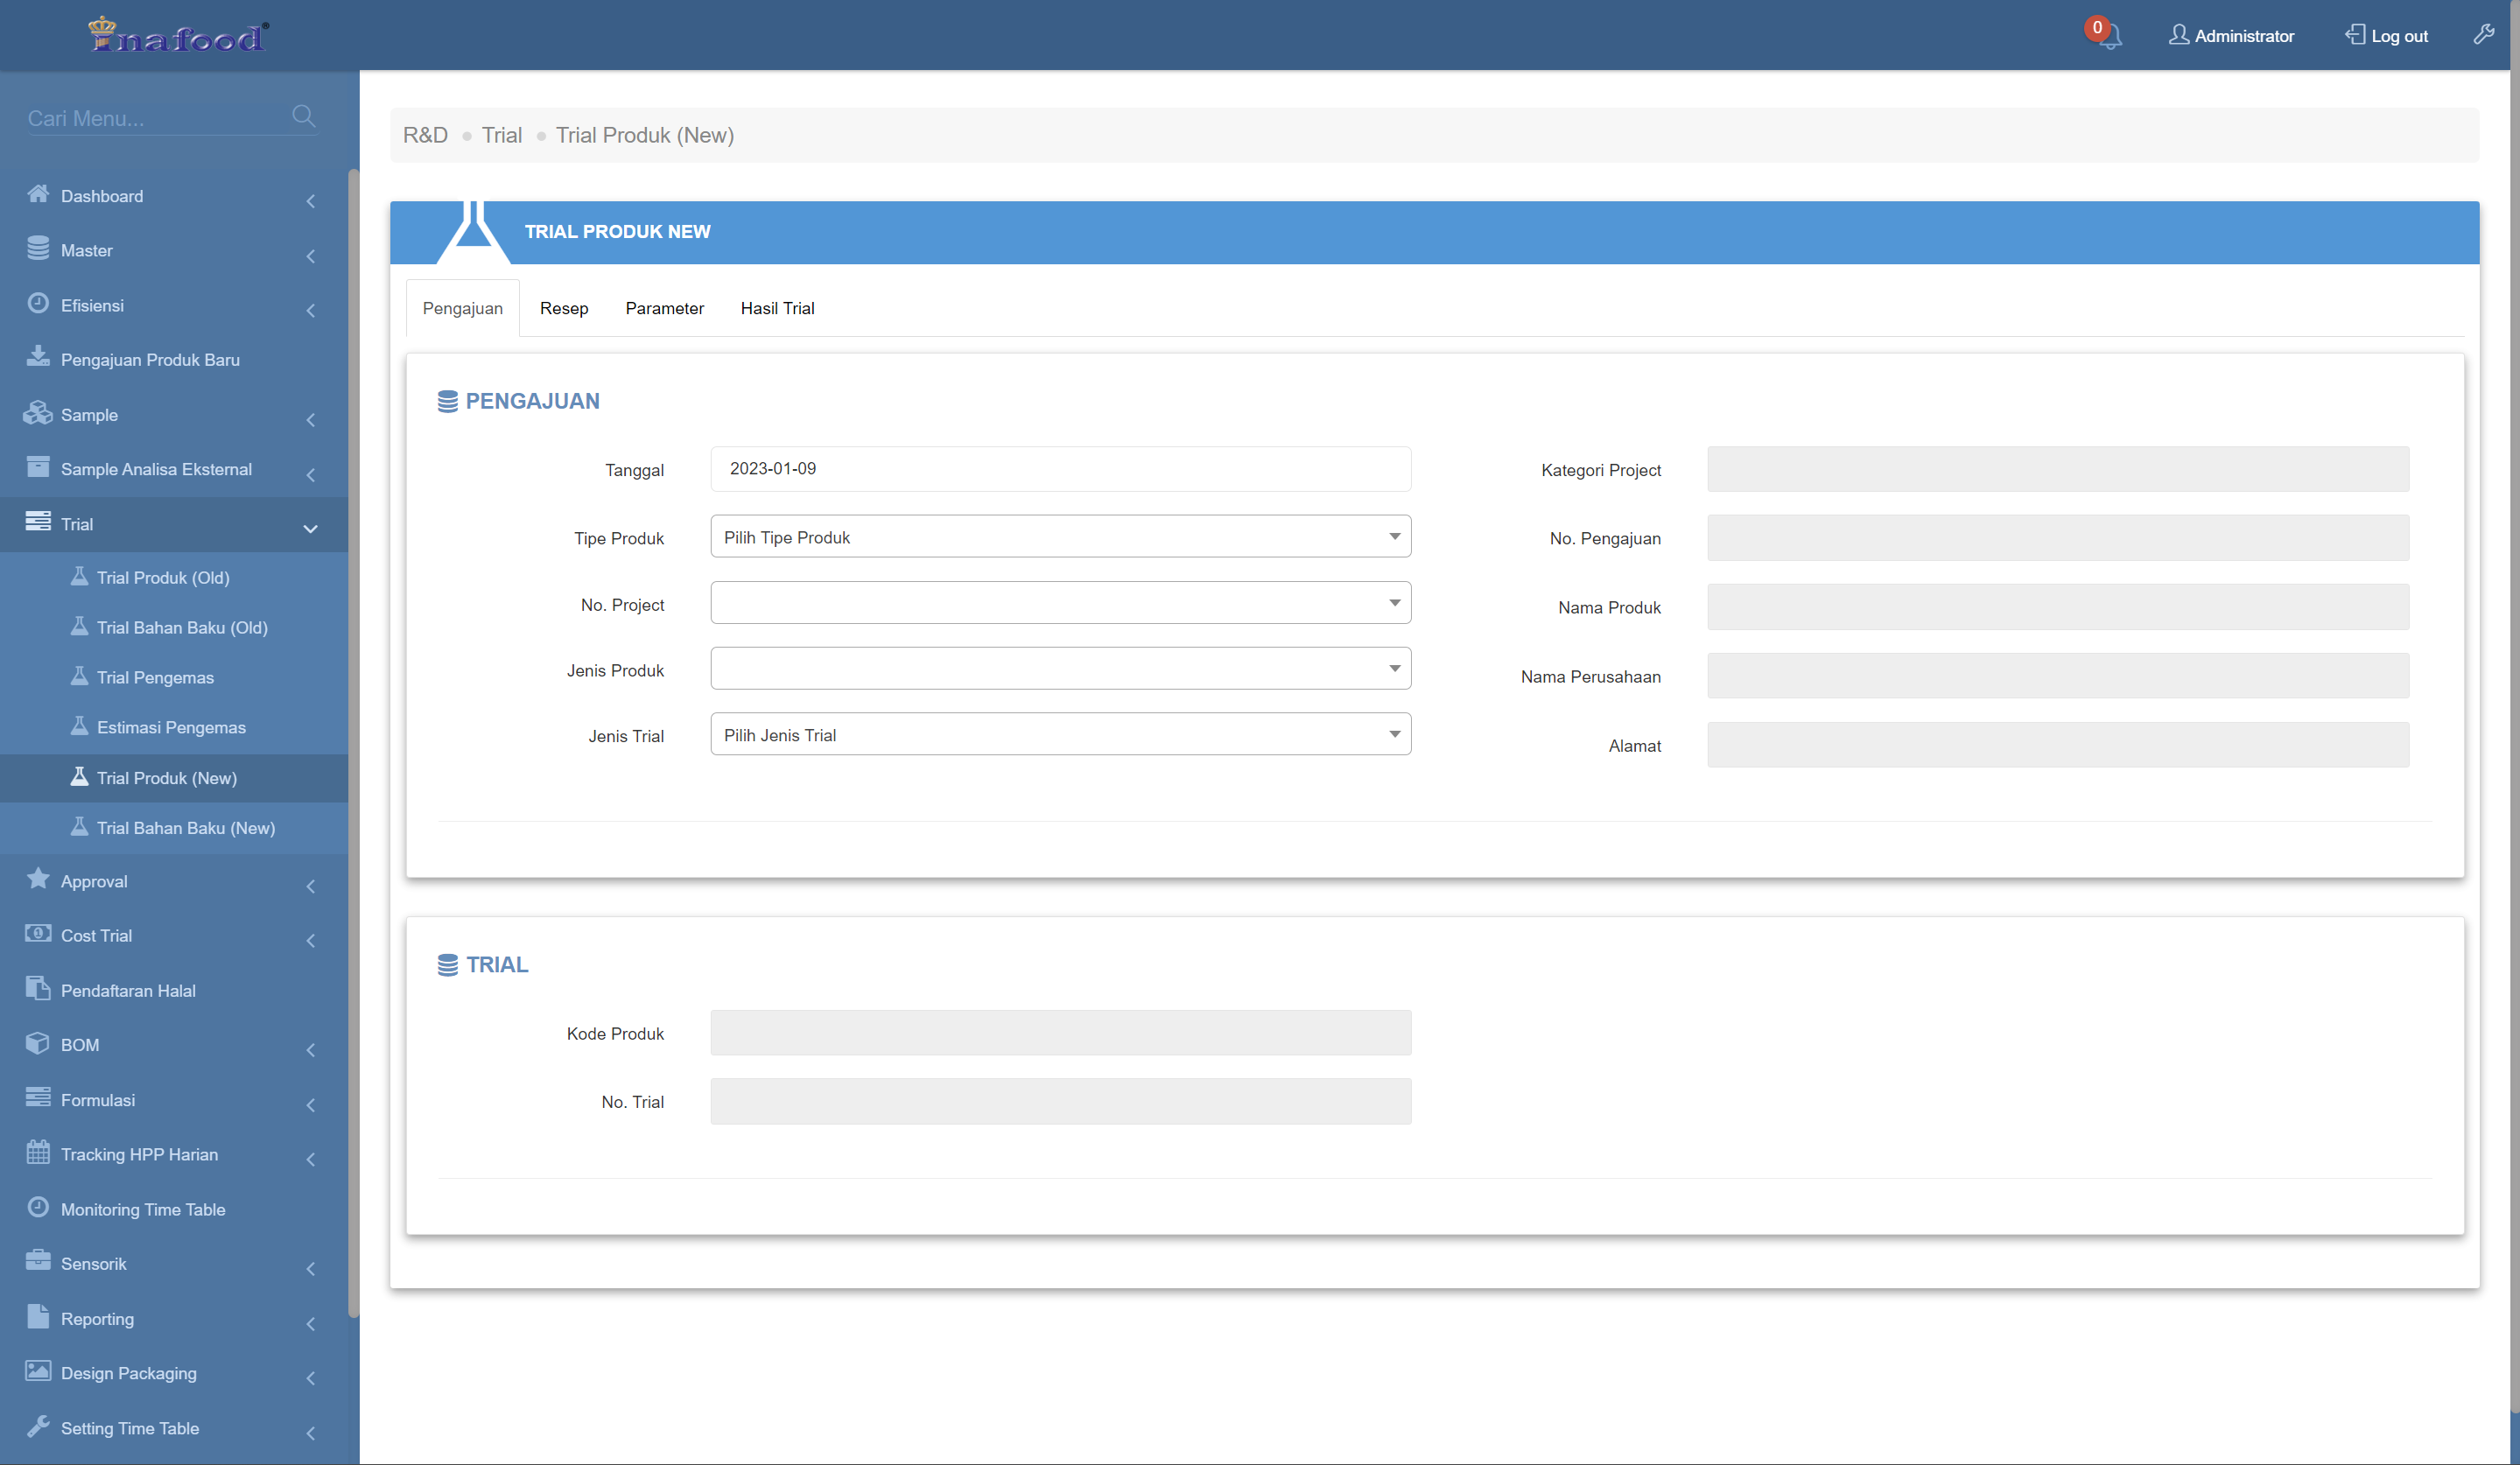 Inafood®
0
Administrator
Log out
Cari Menu...
Dashboard
Master
Efisiensi
Pengajuan Produk Baru
Sample
Sample Analisa Eksternal
Trial
Trial Produk (Old)
Trial Bahan Baku (Old)
Trial Pengemas
Estimasi Pengemas
Trial Produk (New)
Trial Bahan Baku (New)
Approval
Cost Trial
Pendaftaran Halal
BOM
Formulasi
Tracking HPP Harian
Monitoring Time Table
Sensorik
Reporting
Design Packaging
Setting Time Table
R&D • Trial • Trial Produk (New)
TRIAL PRODUK NEW
Pengajuan Resep Parameter Hasil Trial
PENGAJUAN
Tanggal 2023-01-09
Tipe Produk Pilih Tipe Produk
No. Project
Jenis Produk
Jenis Trial Pilih Jenis Trial
Kategori Project
No. Pengajuan
Nama Produk
Nama Perusahaan
Alamat
TRIAL
Kode Produk
No. Trial